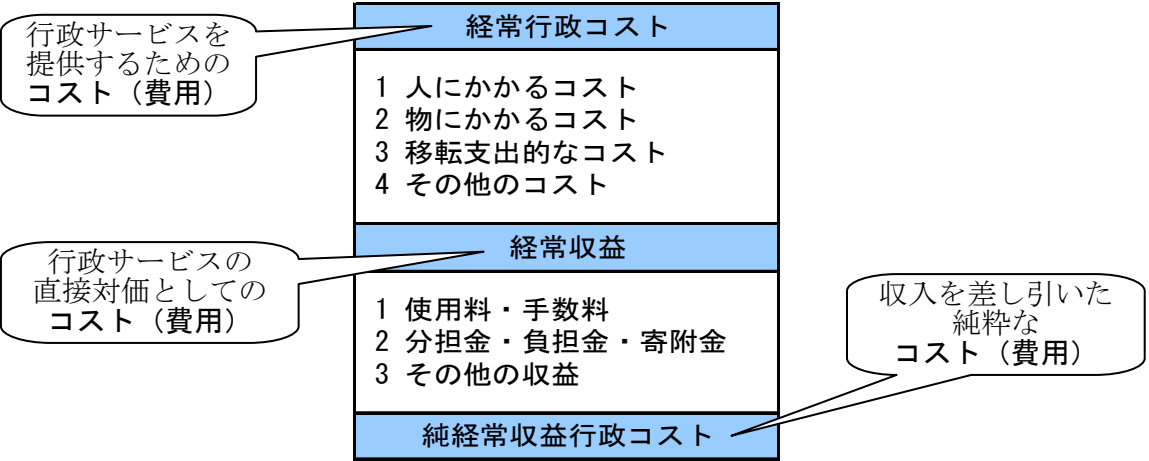 行政サービスを
提供するための
コスト（費用）
経常行政コスト
1 人にかかるコスト
2 物にかかるコスト
3 移転支出的なコスト
4 その他のコスト
行政サービスの
直接対価としての
コスト（費用）
経常収益
1 使用料・手数料
2 分担金・負担金・寄附金
3 その他の収益
収入を差し引いた
純粋な
コスト（費用）
純経常収益行政コスト